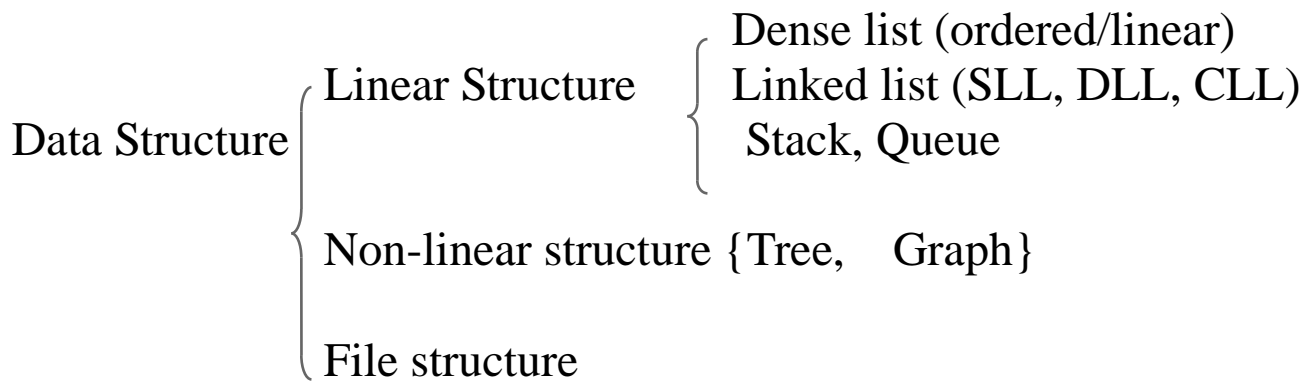 Dense list (ordered/linear)
Linear Structure Linked list (SLL, DLL, CLL)
Data Structure Stack, Queue
Non-linear structure {Tree, Graph}
File structure